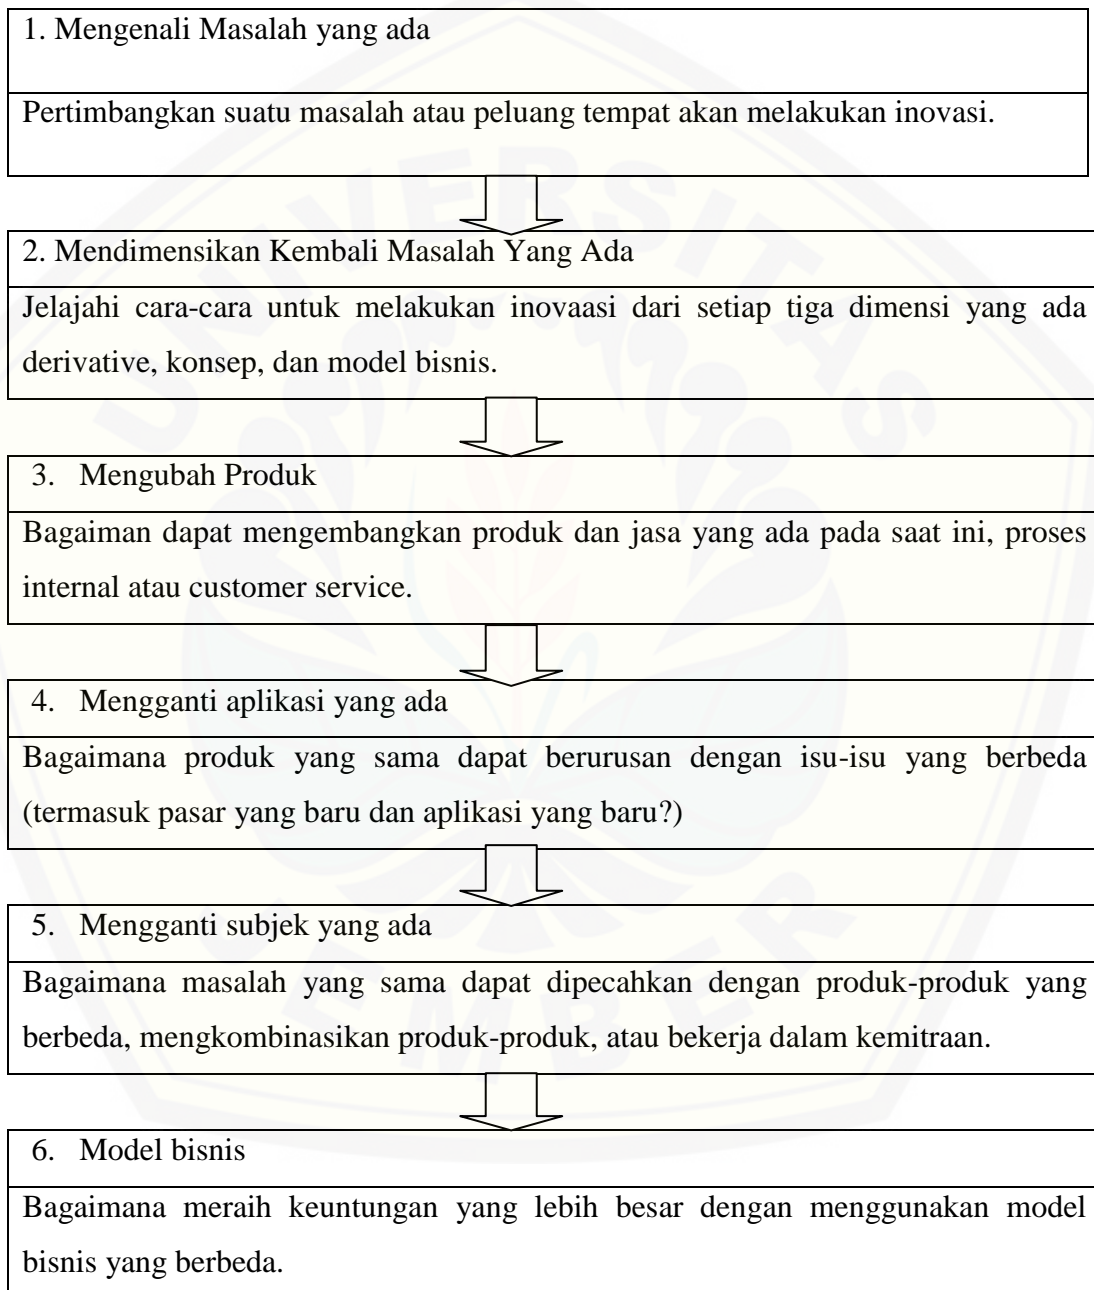 1. Mengenali Masalah yang ada
Pertimbangkan suatu masalah atau peluang tempat akan melakukan inovasi.
2. Mendimensikan Kembali Masalah Yang Ada
Jelajahi cara-cara untuk melakukan inovaasi dari setiap tiga dimensi yang ada
derivative, konsep, dan model bisnis.
3. Mengubah Produk
Bagaiman dapat mengembangkan produk dan jasa yang ada pada saat ini, proses
internal atau customer service.
4. Mengganti aplikasi yang ada
Bagaimana produk yang sama dapat berurusan dengan isu-isu yang berbeda
(termasuk pasar yang baru dan aplikasi yang baru?)
5. Mengganti subjek yang ada
Bagaimana masalah yang sama dapat dipecahkan dengan produk-produk yang
berbeda, mengkombinasikan produk-produk, atau bekerja dalam kemitraan.
6. Model bisnis
Bagaimana meraih keuntungan yang lebih besar dengan menggunakan model
bisnis yang berbeda.
UNIVERSITAS
JEMBER